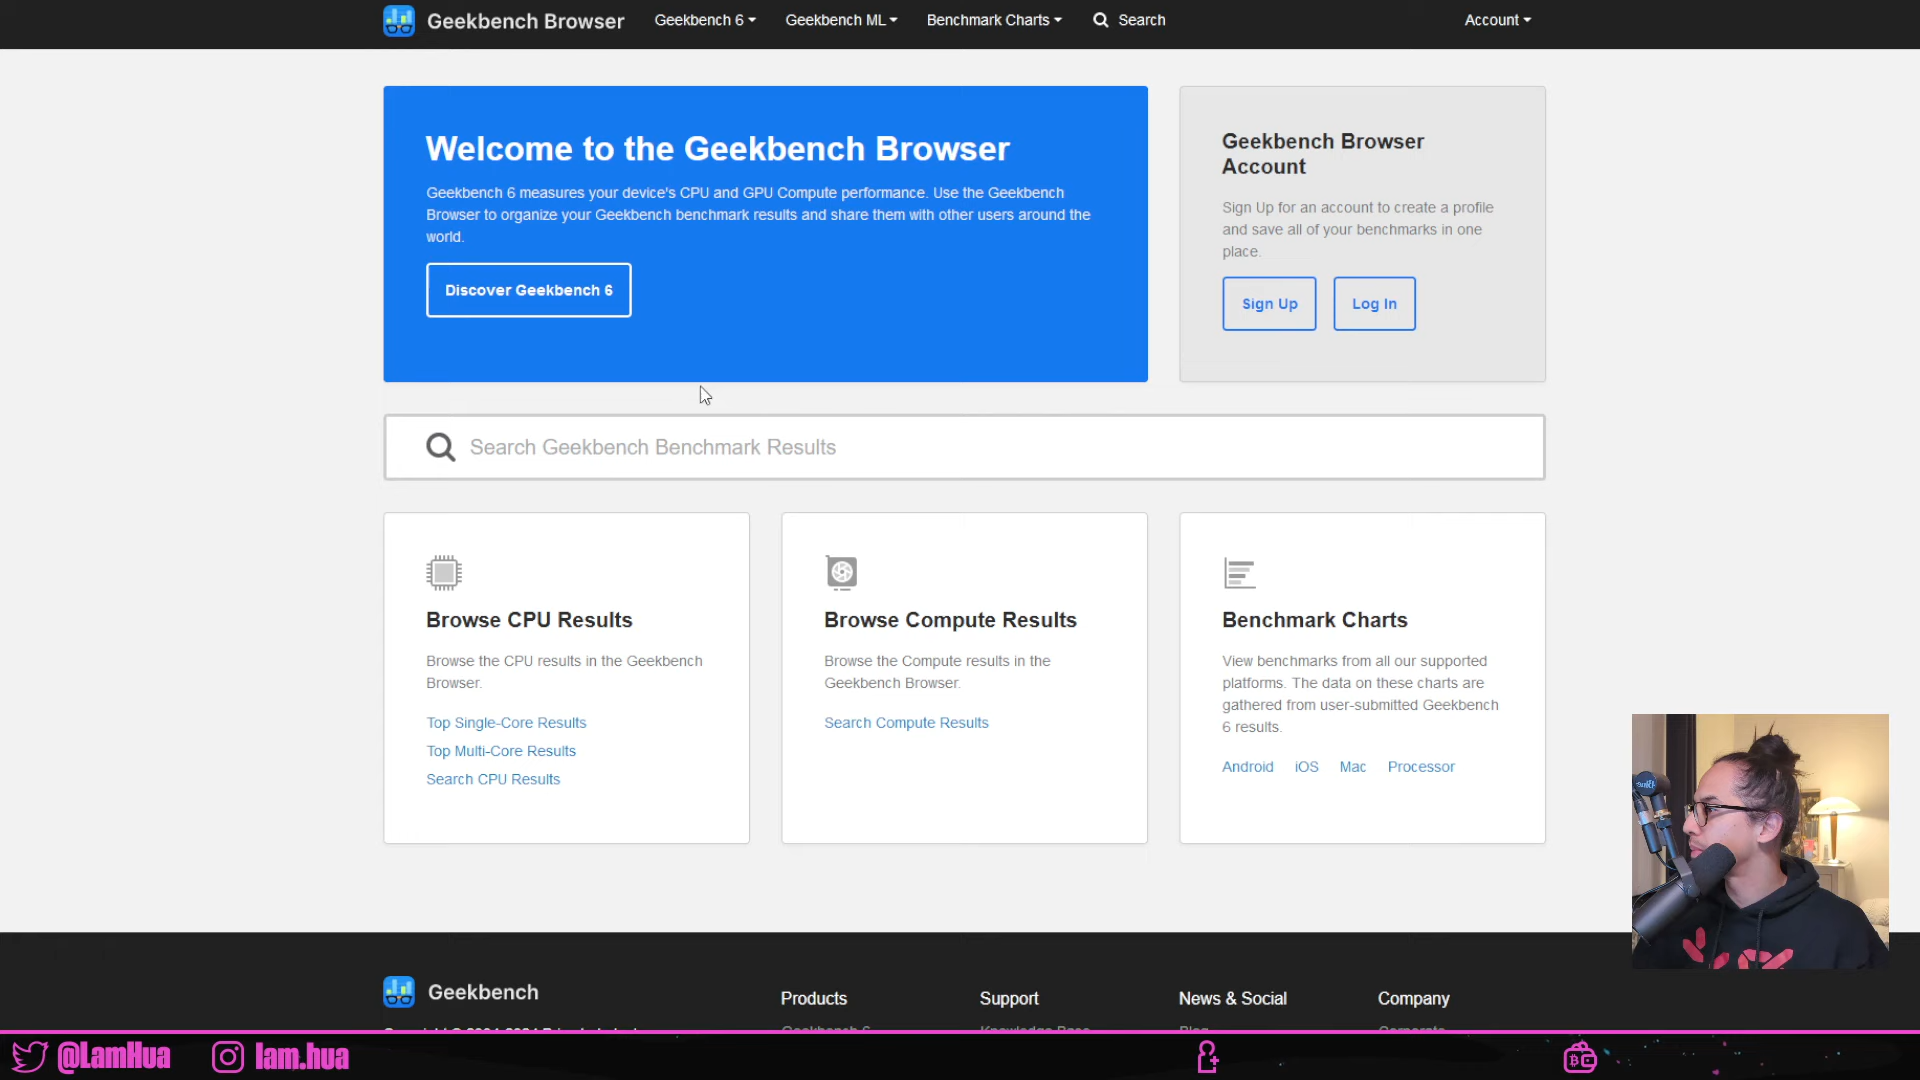 Geekbench Browser
Geekbench 6
Geekbench ML
Benchmark Charts
Search
Account
Welcome to the Geekbench Browser
Geekbench 6 measures your device's CPU and GPU Compute performance. Use the Geekbench
Browser to organize your Geekbench benchmark results and share them with other users around the
world.
Discover Geekbench 6
Geekbench Browser
Account
Sign Up for an account to create a profile
and save all of your benchmarks in one
place.
Sign Up
Log In
Search Geekbench Benchmark Results
Browse CPU Results
Browse the CPU results in the Geekbench
Browser.
Top Single-Core Results
Top Multi-Core Results
Search CPU Results
Browse Compute Results
Browse the Compute results in the
Geekbench Browser.
Search Compute Results
Benchmark Charts
View benchmarks from all our supported
platforms. The data on these charts are
gathered from user-submitted Geekbench
6 results.
Android iOS Mac Processor
Blue
Geekbench
Products
Support
News & Social
Company
Geekbench 6
Knowledge Base
Blog
Corporate
@LamHua
lam.hua